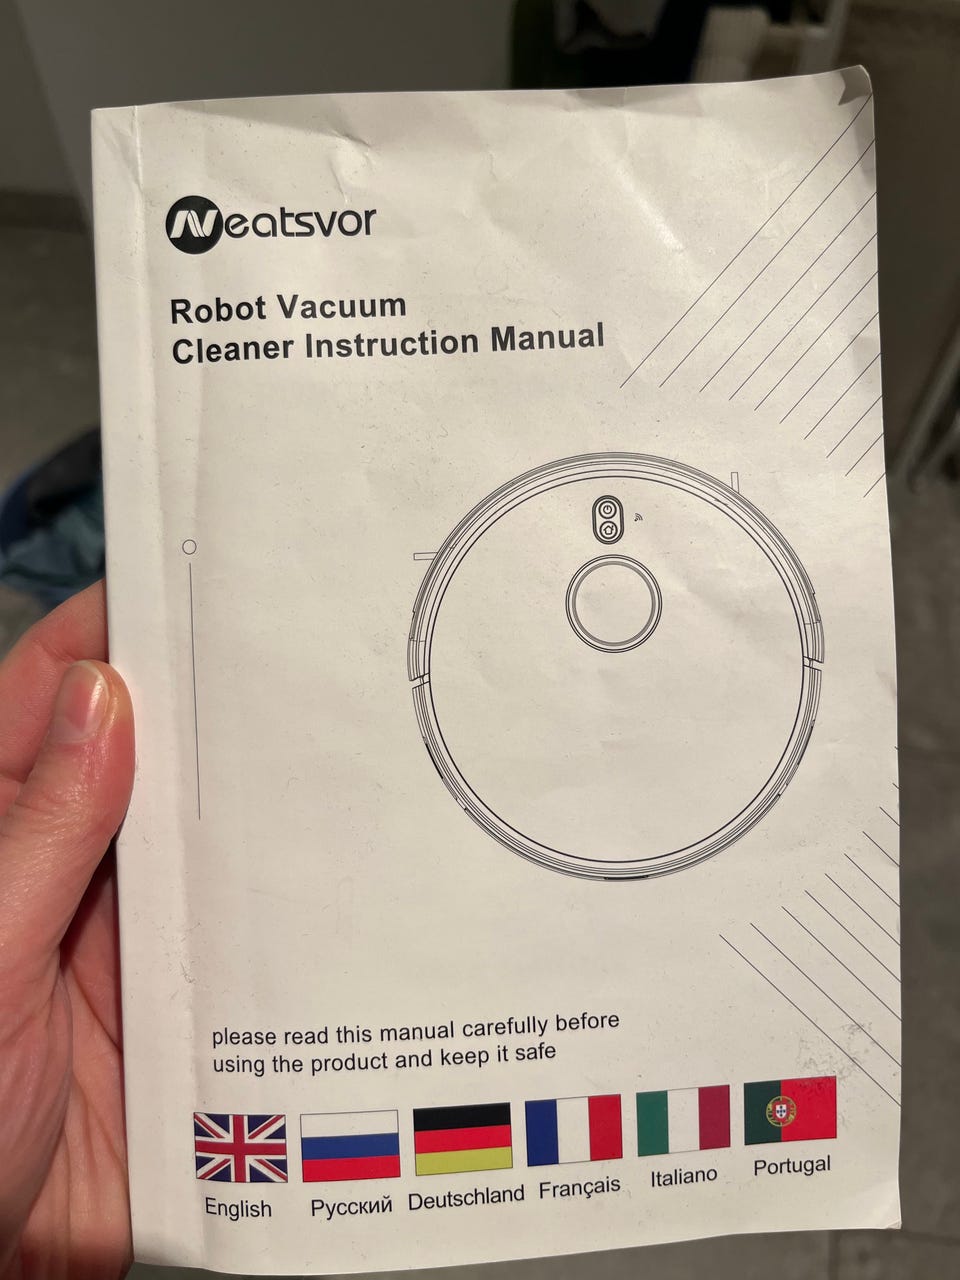 Neatsvor
Robot Vacuum
Cleaner Instruction Manual
please read this manual carefully before
using the product and keep it safe
English Русский Deutschland Français Italiano Portugal